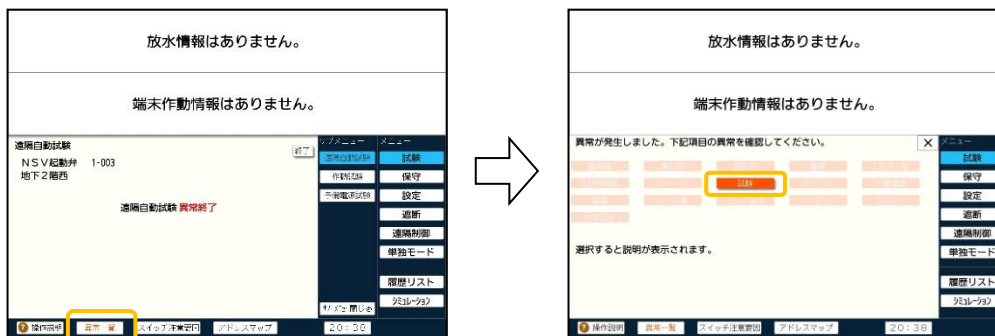 放水情報はありません。
端末作動情報はありません。
遠隔自動試験
終了
NSV起動弁 1-003
地下2階西
遠隔自動試験 異常終了
サブメニュー
遠隔自動試験
作動試験
予備電源試験
サブメニュー閉じる
メニュー
試験
保守
設定
遮断
遠隔制御
単独モード
履歴リスト
シミュレーション
操作説明 異常一覧 スイッチ注意要因 アドレスマップ 20:30
放水情報はありません。
端末作動情報はありません。
異常が発生しました。下記項目の異常を確認してください。
試験
選択すると説明が表示されます。
メニュー
試験
保守
設定
遮断
遠隔制御
単独モード
履歴リスト
シミュレーション
操作説明 異常一覧 スイッチ注意要因 アドレスマップ 20:38